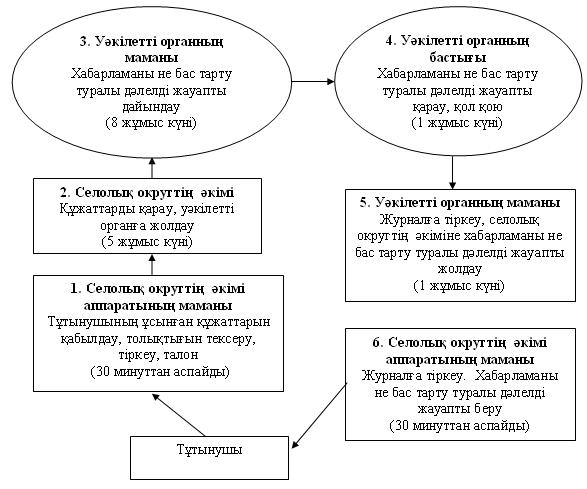 3. Уәкілетті органның
маманы
Хабарламаны не бас тарту
туралы дәлелді жауапты
дайындау
(8 жұмыс күні)
4. Уәкілетті органның
бастығы
Хабарламаны не бас тарту
туралы дәлелді жауапты
қарау, қол қою
(1 жұмыс күні)
2. Селолық округтің әкімі
Құжаттарды қарау, уәкілетті
органға жолдау
(5 жұмыс күні)
5. Уәкілетті органның маманы
Журналға тіркеу, селолық
округтің әкіміне хабарламаны не
бас тарту туралы дәлелді жауапты
жолдау
(1 жұмыс күні)
1. Селолық округтің әкімі
аппаратының маманы
Тұтынушының ұсынған құжаттарын
қабылдау, толықтығын тексеру,
тіркеу, талон
(30 минуттан аспайды)
6. Селолық округтің әкімі
аппаратының маманы
Журналға тіркеу. Хабарламаны
не бас тарту туралы дәлелді
жауапты беру
(30 минуттан аспайды)
Тұтынушы